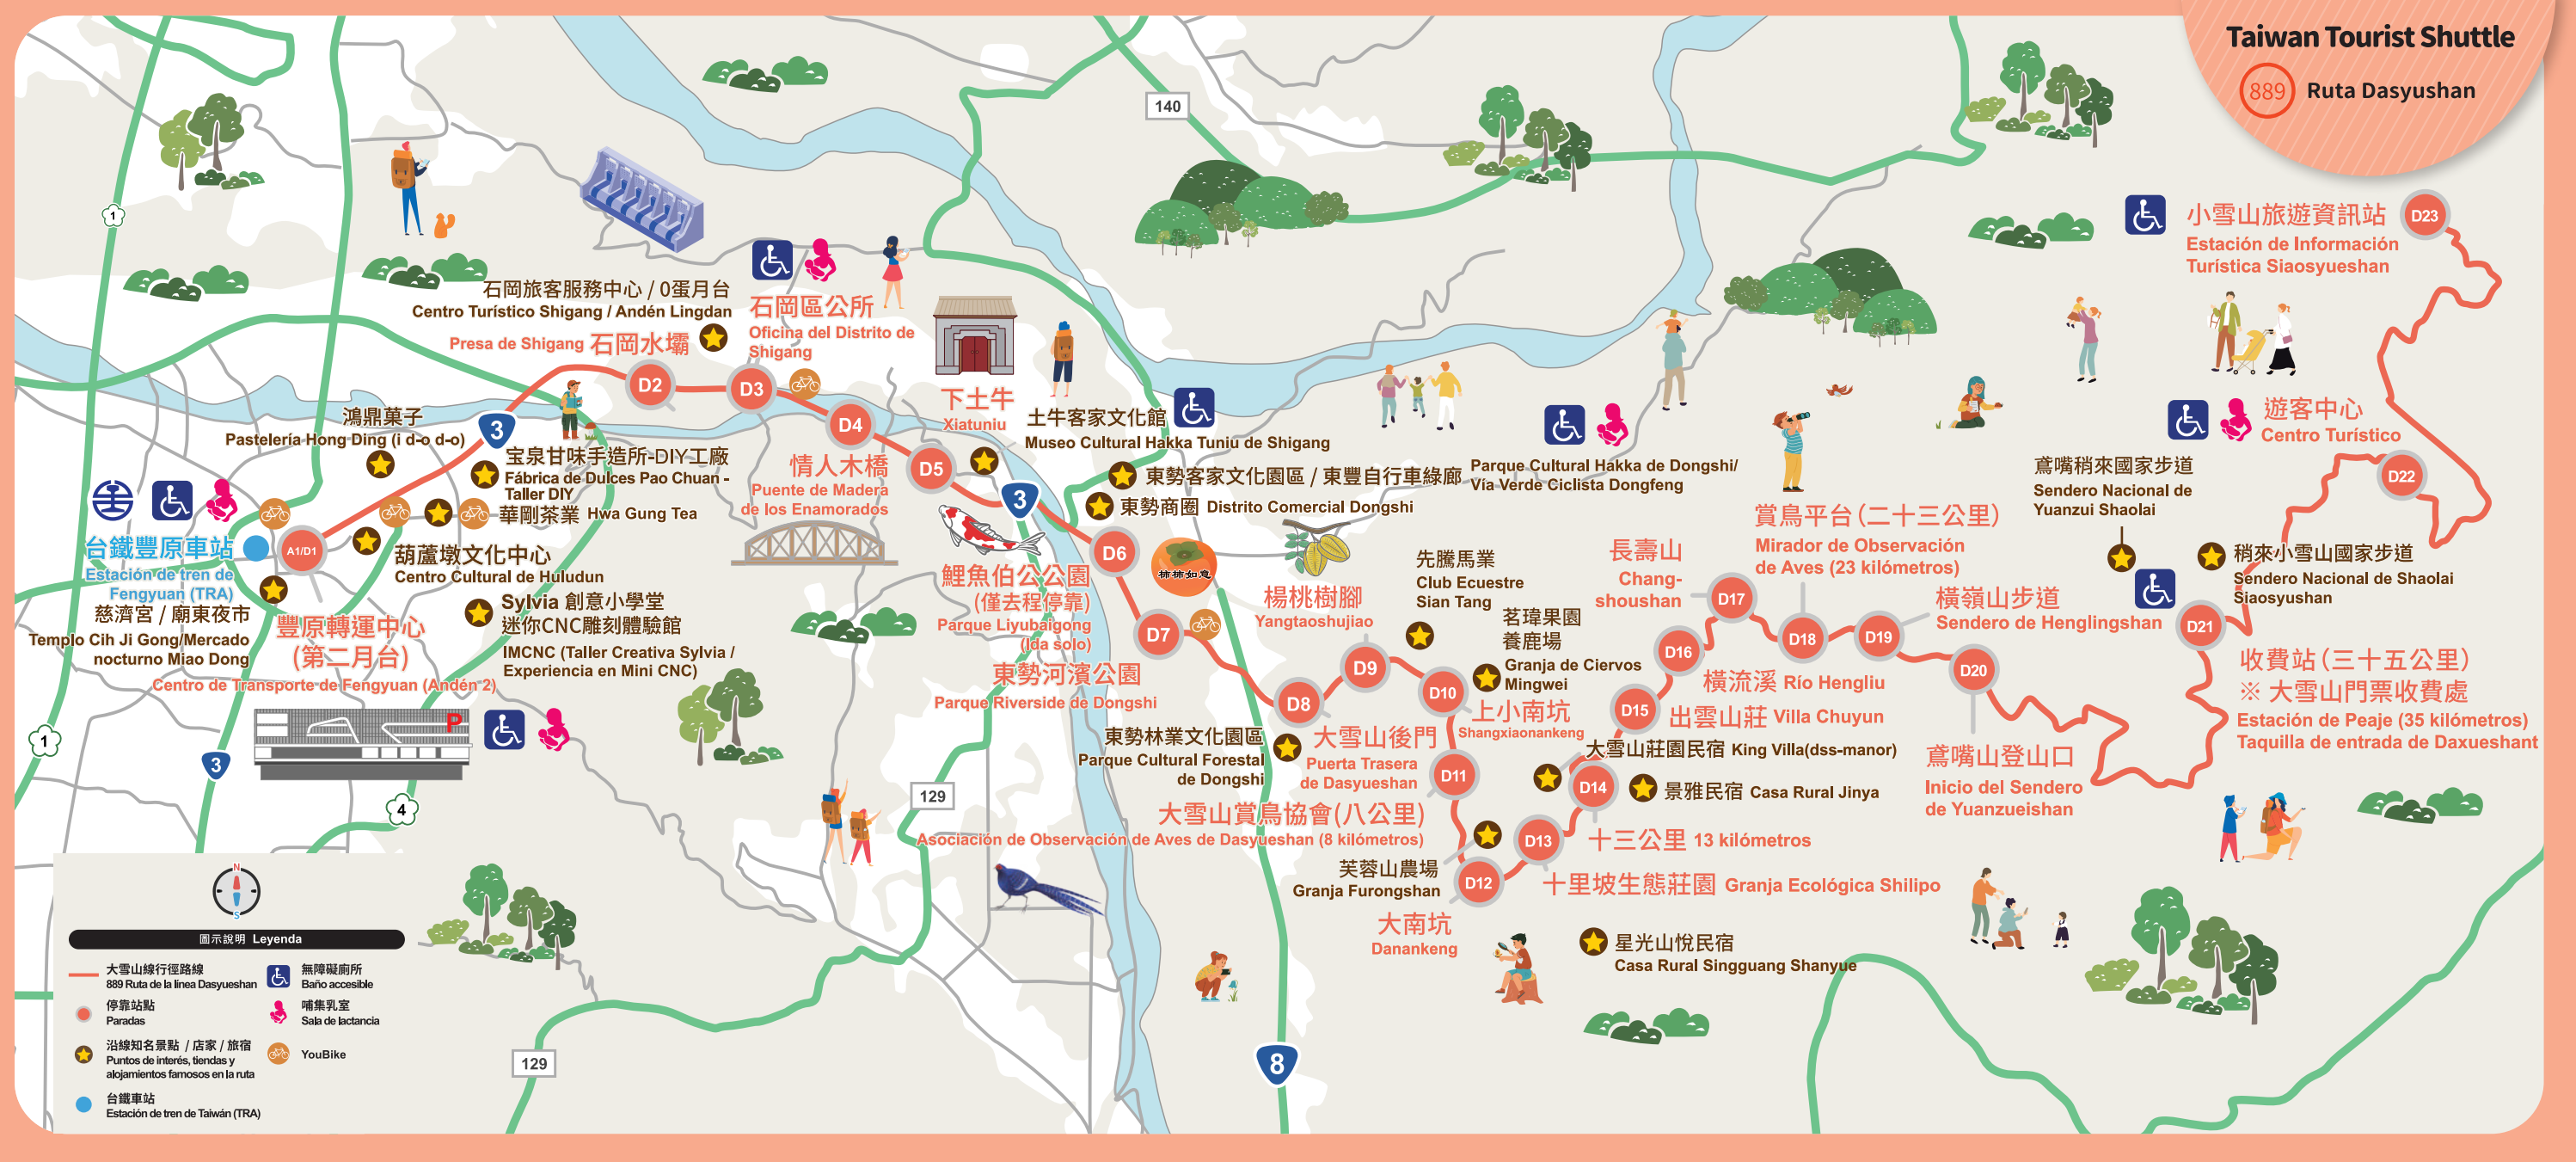 Taiwan Tourist Shuttle
889 Ruta Dasyushan
140
1
小雪山旅遊資訊站
D23
Estación de Información
Turística Siaosyueshan
石岡旅客服務中心 / 0蛋月台
Centro Turístico Shigang / Andén Lingdan
Presa de Shigang 石岡水壩
石岡區公所
Oficina del Distrito de
Shigang
D2
D3
D4
D5
下土牛
Xiatuniu
土牛客家文化館
Museo Cultural Hakka Tuniu de Shigang
東勢客家文化園區 / 東豐自行車綠廊
Parque Cultural Hakka de Dongshi/
Vía Verde Ciclista Dongfeng
東勢商圈 Distrito Comercial Dongshi
遊客中心
Centro Turístico
D22
鳶嘴稍來國家步道
Sendero Nacional de
Yuanzui Shaolai
稍來小雪山國家步道
Sendero Nacional de Shaolai
Siaosyushan
鴻鼎菓子
Pastelería Hong Ding (i d-o d-o)
3
宝泉甘味手造所-DIY工廠
Fábrica de Dulces Pao Chuan -
Taller DIY
華剛茶業 Hwa Gung Tea
情人木橋
Puente de Madera
de los Enamorados
3
A1/D1
台鐵豐原車站
Estación de tren de
Fengyuan (TRA)
葫蘆墩文化中心
Centro Cultural de Huludun
慈濟宮 / 廟東夜市
Templo Cih Ji Gong/Mercado
nocturno Miao Dong
Sylvia 創意小學堂
迷你CNC雕刻體驗館
IMCNC (Taller Creativa Sylvia /
Experiencia en Mini CNC)
豐原轉運中心
(第二月台)
Centro de Transporte de Fengyuan (Andén 2)
P
D6
柿柿如意
鯉魚伯公公園
(僅去程停靠)
Parque Liyubaigong
(ida solo)
D7
東勢河濱公園
Parque Riverside de Dongshi
楊桃樹腳
Yangtaoshujiao
D8
D9
D10
先騰馬業
Club Ecuestre
Sian Tang
茗瑋果園
養鹿場
Granja de Ciervos
Mingwei
上小南坑
Shangxiaonankeng
長壽山
Chang-
shoushan
D17
D16
D15
賞鳥平台(二十三公里)
Mirador de Observación
de Aves (23 kilómetros)
D18
D19
橫嶺山步道
Sendero de Henglingshan
D20
D21
橫流溪 Río Hengliu
出雲山莊 Villa Chuyun
收費站(三十五公里)
※ 大雪山門票收費處
Estación de Peaje (35 kilómetros)
Taquilla de entrada de Daxueshant
鳶嘴山登山口
Inicio del Sendero
de Yuanzueishan
東勢林業文化園區
Parque Cultural Forestal
de Dongshi
大雪山後門
Puerta Trasera
de Dasyueshan
D11
大雪山莊園民宿 King Villa(dss-manor)
D14
景雅民宿 Casa Rural Jinya
大雪山賞鳥協會(八公里)
Asociación de Observación de Aves de Dasyueshan (8 kilómetros)
D13
十三公里 13 kilómetros
芙蓉山農場
Granja Furongshan
D12
十里坡生態莊園 Granja Ecológica Shilipo
大南坑
Danankeng
星光山悅民宿
Casa Rural Singguang Shanyue
1
3
4
129
129
8
N
S
圖示說明 Leyenda
大雪山線行徑路線
889 Ruta de la línea Dasyueshan
無障礙廁所
Baño accesible
停靠站點
Paradas
哺集乳室
Sala de lactancia
沿線知名景點 / 店家 / 旅宿
Puntos de interés, tiendas y
alojamientos famosos en la ruta
YouBike
台鐵車站
Estación de tren de Taiwán (TRA)